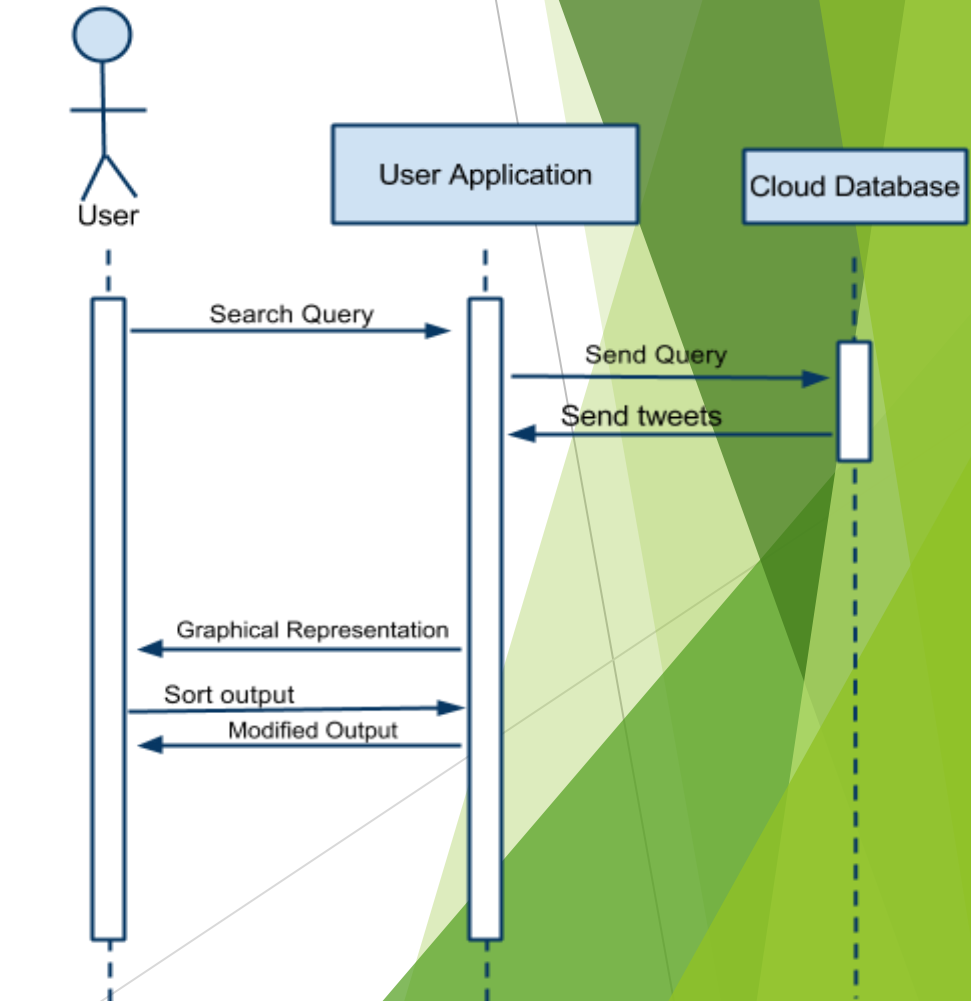 User Application
Cloud Database
User
Search Query
Send Query
Send tweets
Graphical Representation
Sort output
Modified Output